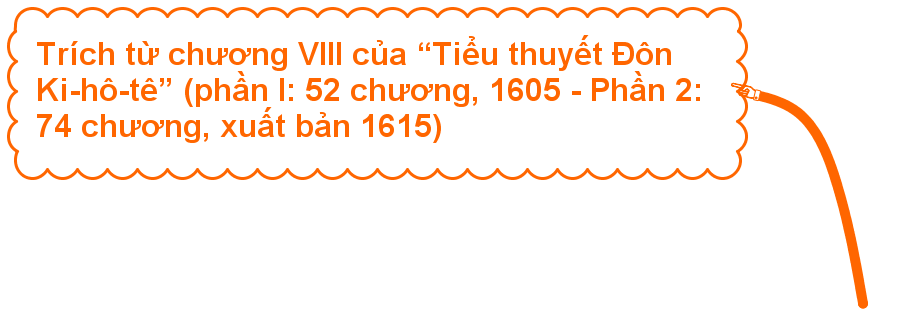 Trích từ chương VIII của “Tiểu thuyết Đôn
Ki-hô-tê” (phần I: 52 chương, 1605 - Phần 2:
74 chương, xuất bản 1615)